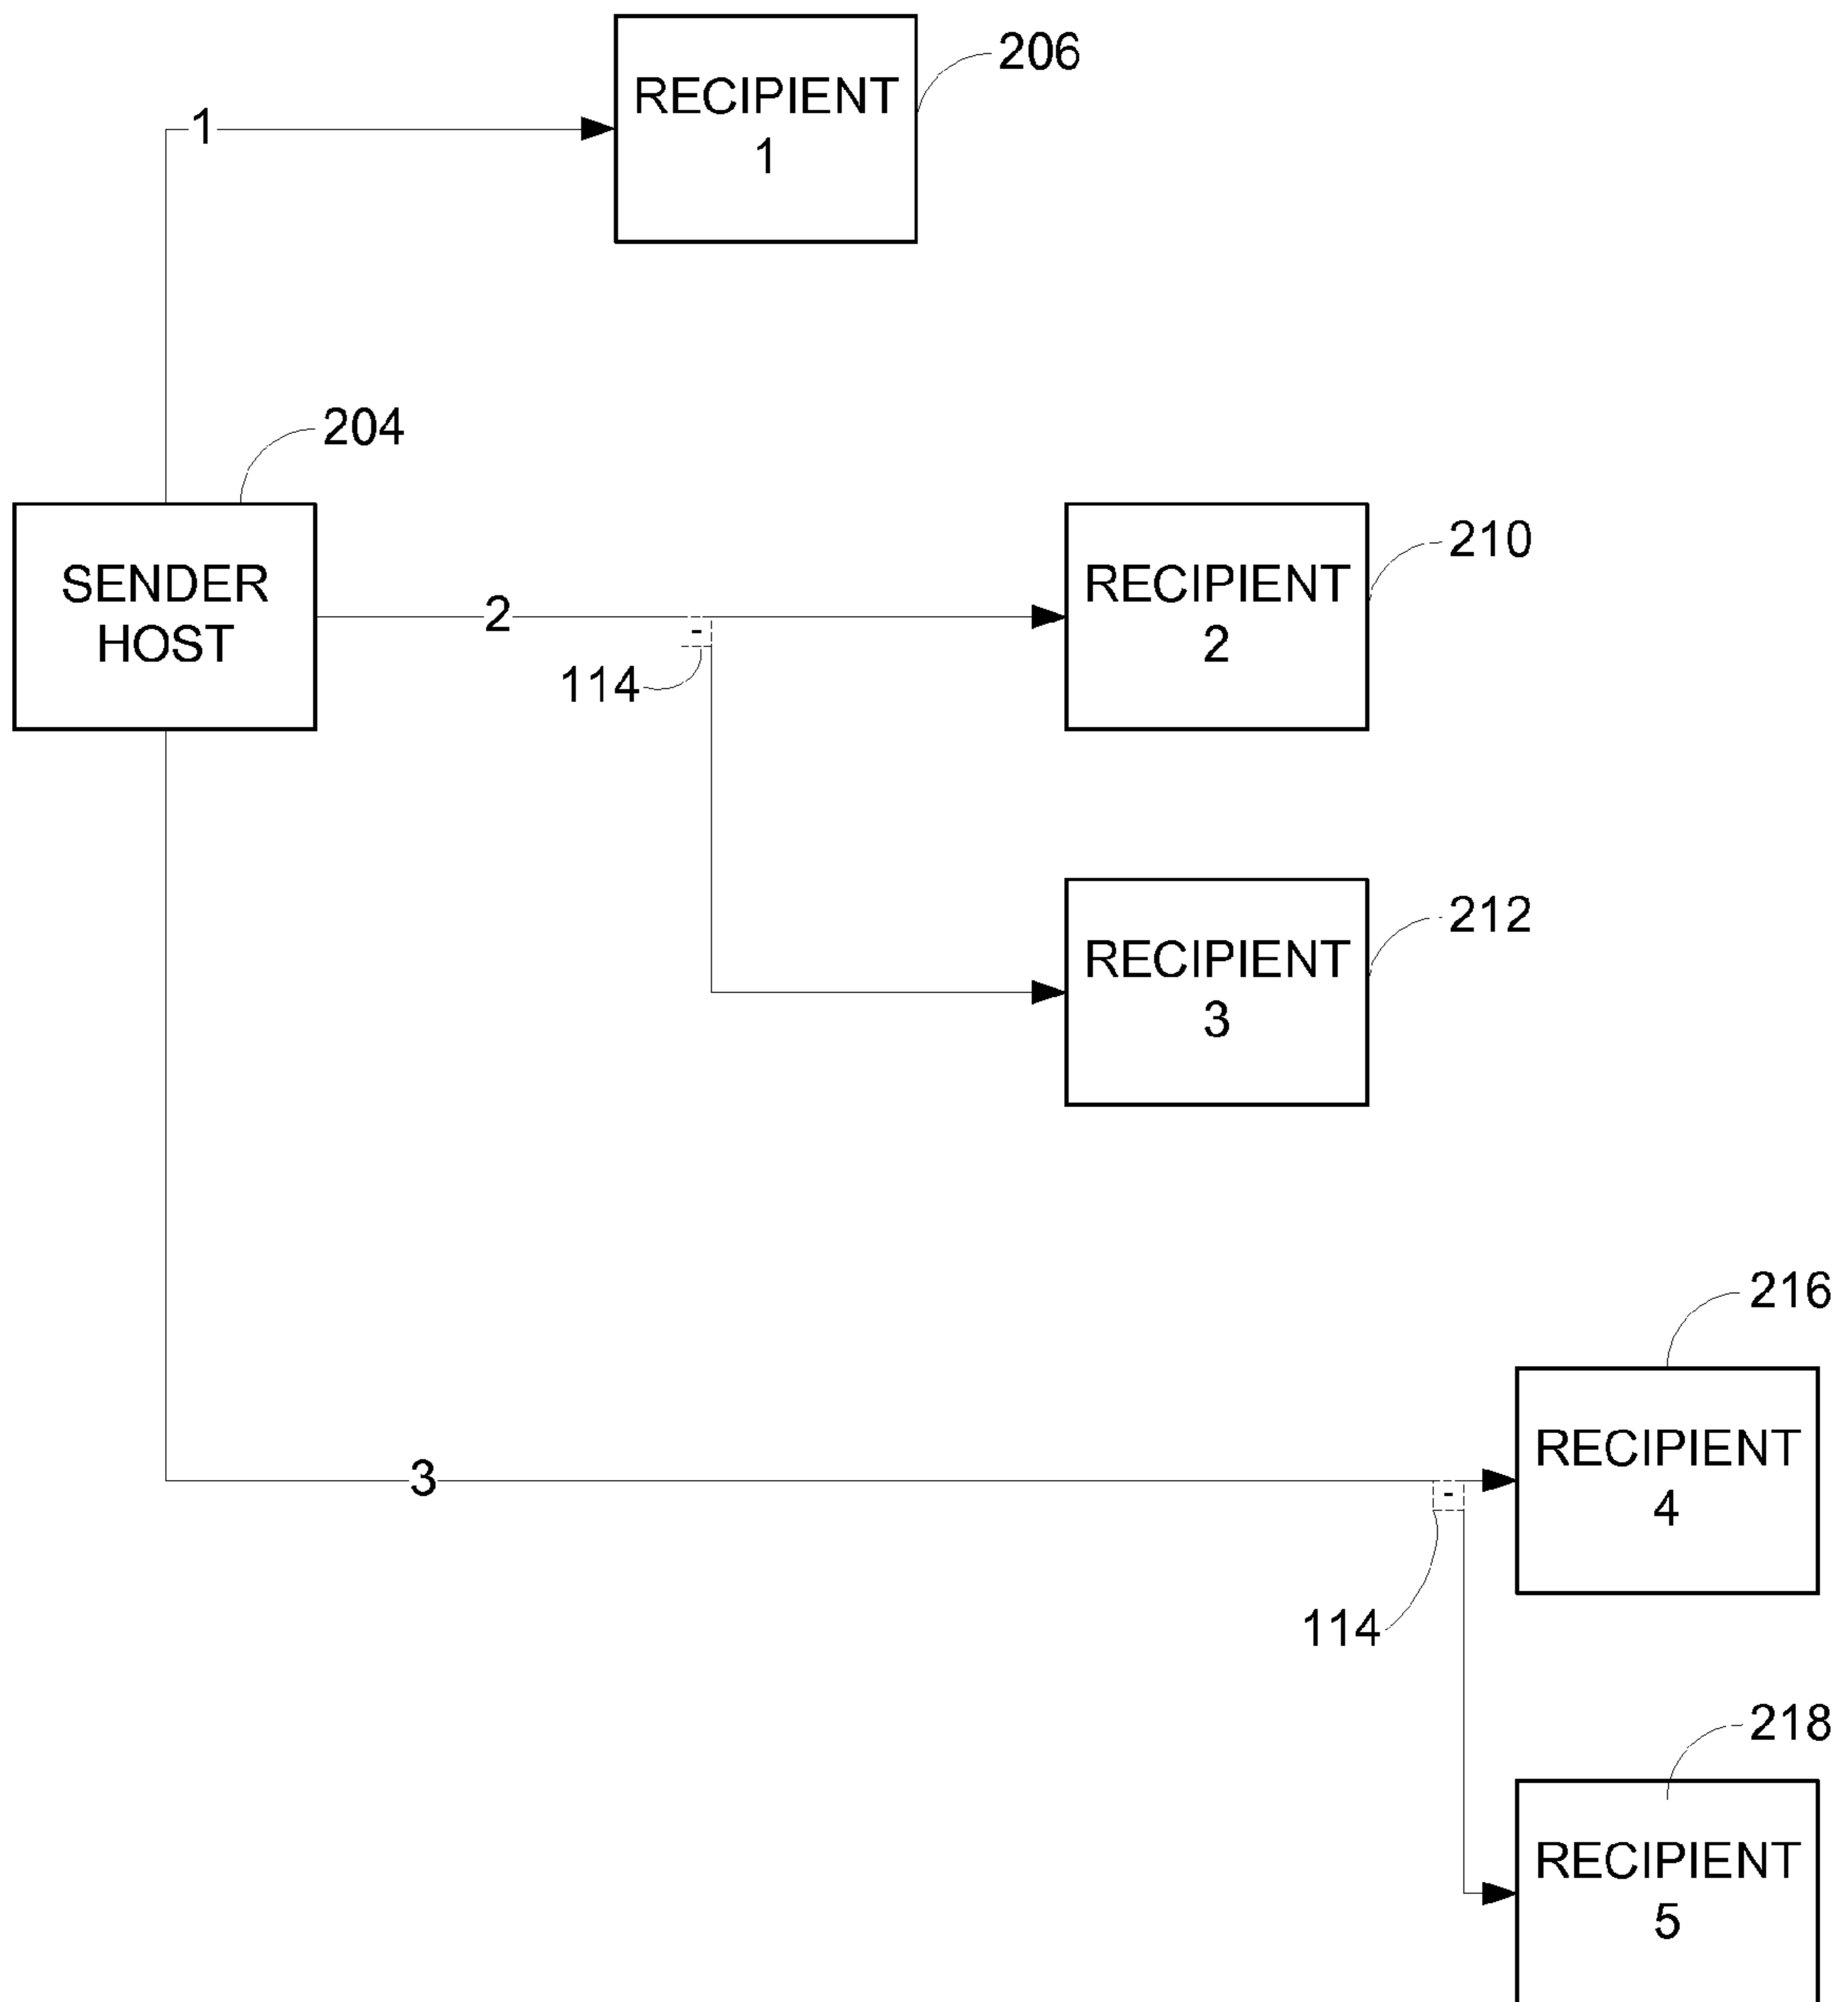 206
RECIPIENT
1
1
204
SENDER
HOST
2
114
-
210
RECIPIENT
2
212
RECIPIENT
3
216
RECIPIENT
4
3
-
114
218
RECIPIENT
5